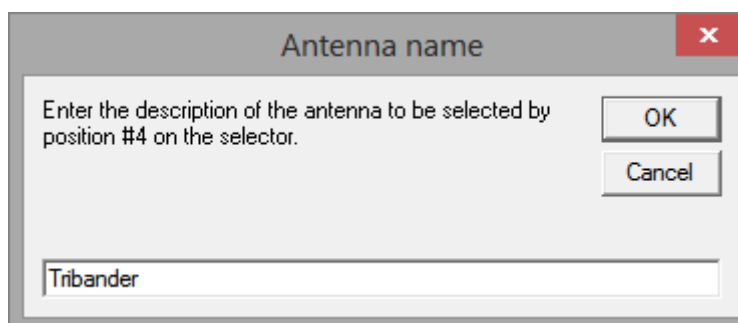 Antenna name
Enter the description of the antenna to be selected by
position #4 on the selector.
OK
Cancel
Tribander